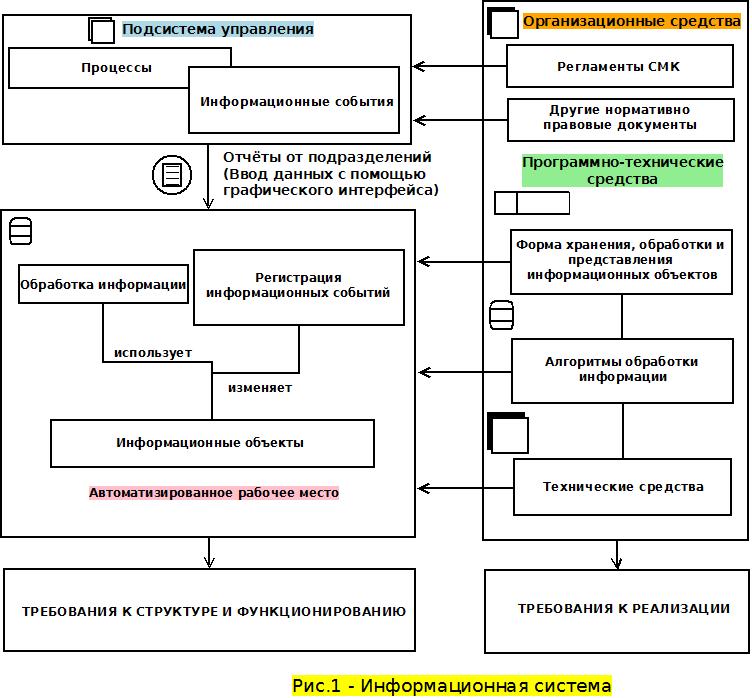 Подсистема управления
Процессы
Информационные события
Организационные средства
Регламенты СМК
Другие нормативно
правовые документы
Отчёты от подразделений
(Ввод данных с помощью
графического интерфейса)
Программно-технические
средства
Обработка информации
Регистрация
информационных событий
использует
изменяет
Информационные объекты
Автоматизированное рабочее место
Форма хранения, обработки и
представления
информационных объектов
Алгоритмы обработки
информации
Технические средства
ТРЕБОВАНИЯ К СТРУКТУРЕ И ФУНКЦИОНИРОВАНИЮ
ТРЕБОВАНИЯ К РЕАЛИЗАЦИИ
Рис.1 - Информационная система